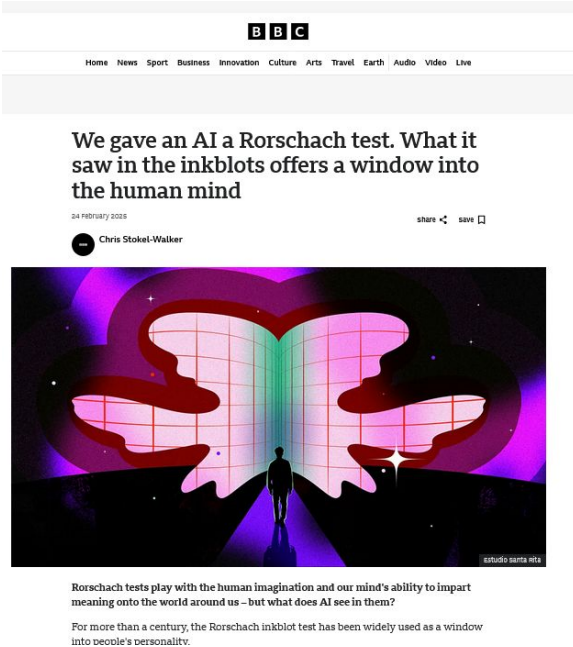 BBC
Home News Sport Business Innovation Culture Arts Travel Earth Audio Video Live
We gave an AI a Rorschach test. What it
saw in the inkblots offers a window into
the human mind
24 February 2025
share save
Chris Stokel-Walker
Estudio Santa Rita
Rorschach tests play with the human imagination and our mind's ability to impart
meaning onto the world around us – but what does AI see in them?
For more than a century, the Rorschach inkblot test has been widely used as a window
into people's personality.